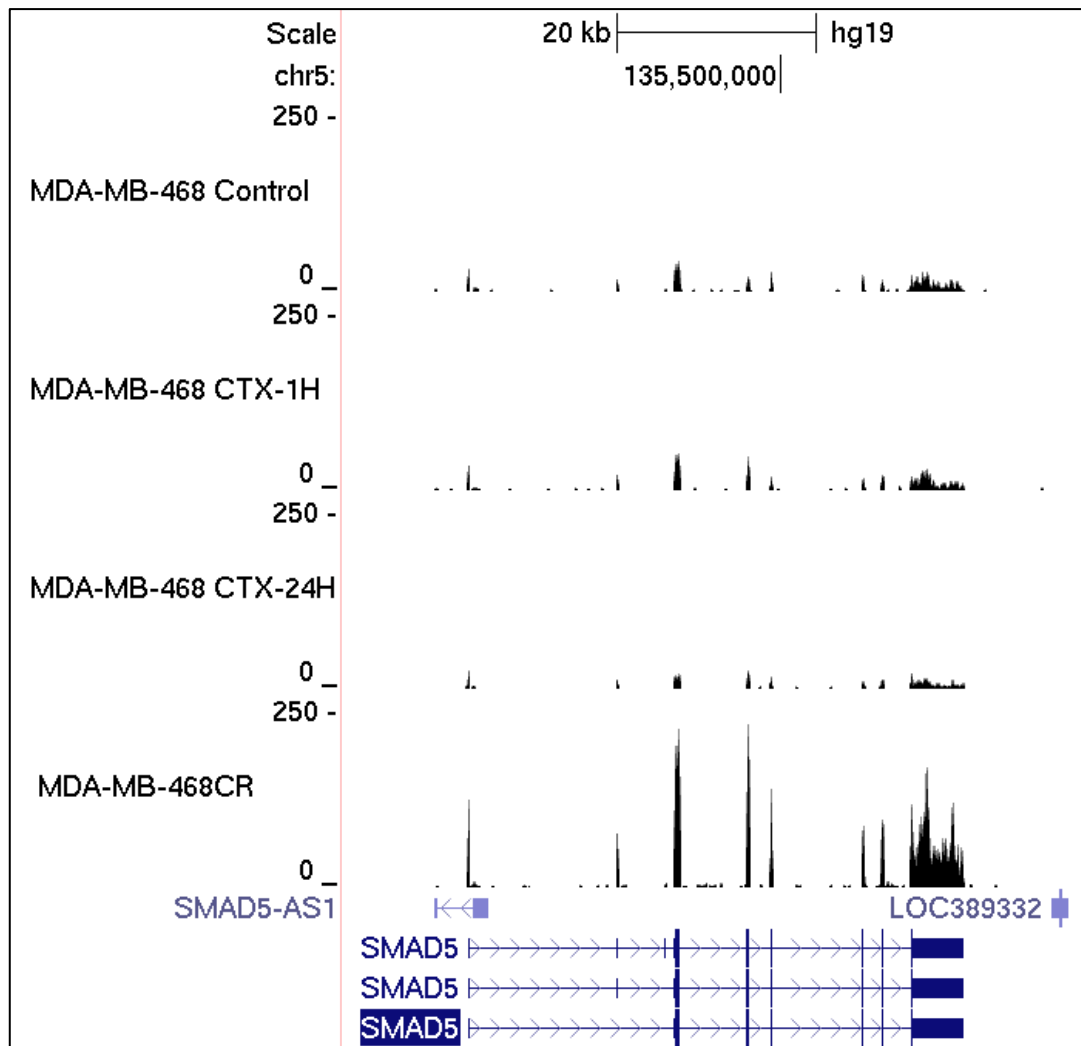 Scale 20 kb hg19
chr5: 135,500,000
250 -
MDA-MB-468 Control
0 _
250 -
MDA-MB-468 CTX-1H
0 _
250 -
MDA-MB-468 CTX-24H
0 _
250 -
MDA-MB-468CR
0 _
SMAD5-AS1 LOC389332
SMAD5
SMAD5
SMAD5